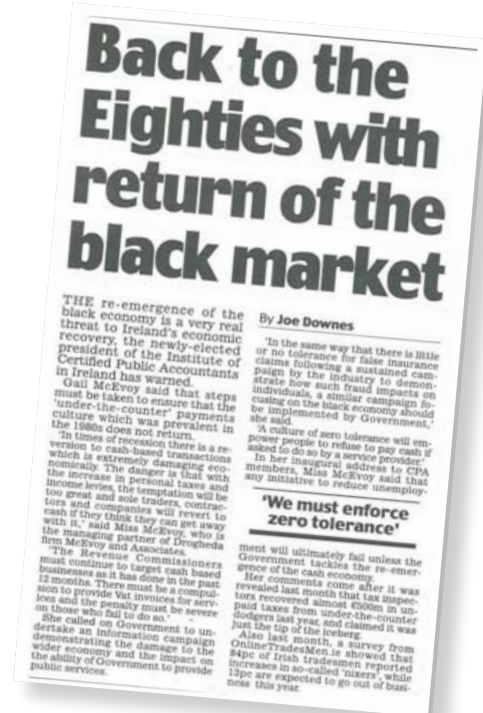 Back to the
Eighties with
return of the
black market
THE re-emergence of the
black economy is a very real
threat to Ireland's economic
recovery, the newly-elected
president of the Institute of
Certified Public Accountants
in Ireland has warned.
Gail McEvoy said that steps
must be taken to ensure that the
'under-the-counter' payments
culture which was prevalent in
the 1980s does not return.
'In times of recession there is a re-
version to cash-based transactions
which is extremely damaging eco-
nomically. The danger is that with
the increase in personal taxes and
income levies, the temptation will be
too great and sole traders, contrac-
tors and companies will revert to
cash if they think they can get away
with it,' said Miss McEvoy, who is
the managing partner of Drogheda
firm McEvoy and Associates.
'The Revenue Commissioners
must continue to target cash based
businesses as it has done in the past
12 months. There must be a compul-
sion to provide Vat invoices for serv-
ices and the penalty must be severe
on those who fail to do so.'
She called on Government to un-
dertake an information campaign
demonstrating the damage to the
wider economy and the impact on
the ability of Government to provide
public services.
By Joe Downes
'In the same way that there is little
or no tolerance for false insurance
claims following a sustained cam-
paign by the industry to demon-
strate how such fraud impacts on
individuals, a similar campaign fo-
cusing on the black economy should
be implemented by Government,'
she said.
'A culture of zero tolerance will em-
power people to refuse to pay cash if
asked to do so by a service provider.'
In her inaugural address to CPA
members, Miss McEvoy said that
any initiative to reduce unemploy-
'We must enforce
zero tolerance'
ment will ultimately fail unless the
Government tackles the re-emer-
gence of the cash economy.
Her comments come after it was
revealed last month that tax inspec-
tors recovered almost €500m in un-
paid taxes from under-the-counter
dodgers last year, and claimed it was
just the tip of the iceberg.
Also last month, a survey from
OnlineTradesMen.ie showed that
84pc of Irish tradesmen reported
increases in so-called 'nixers', while
13pc are expected to go out of busi-
ness this year.